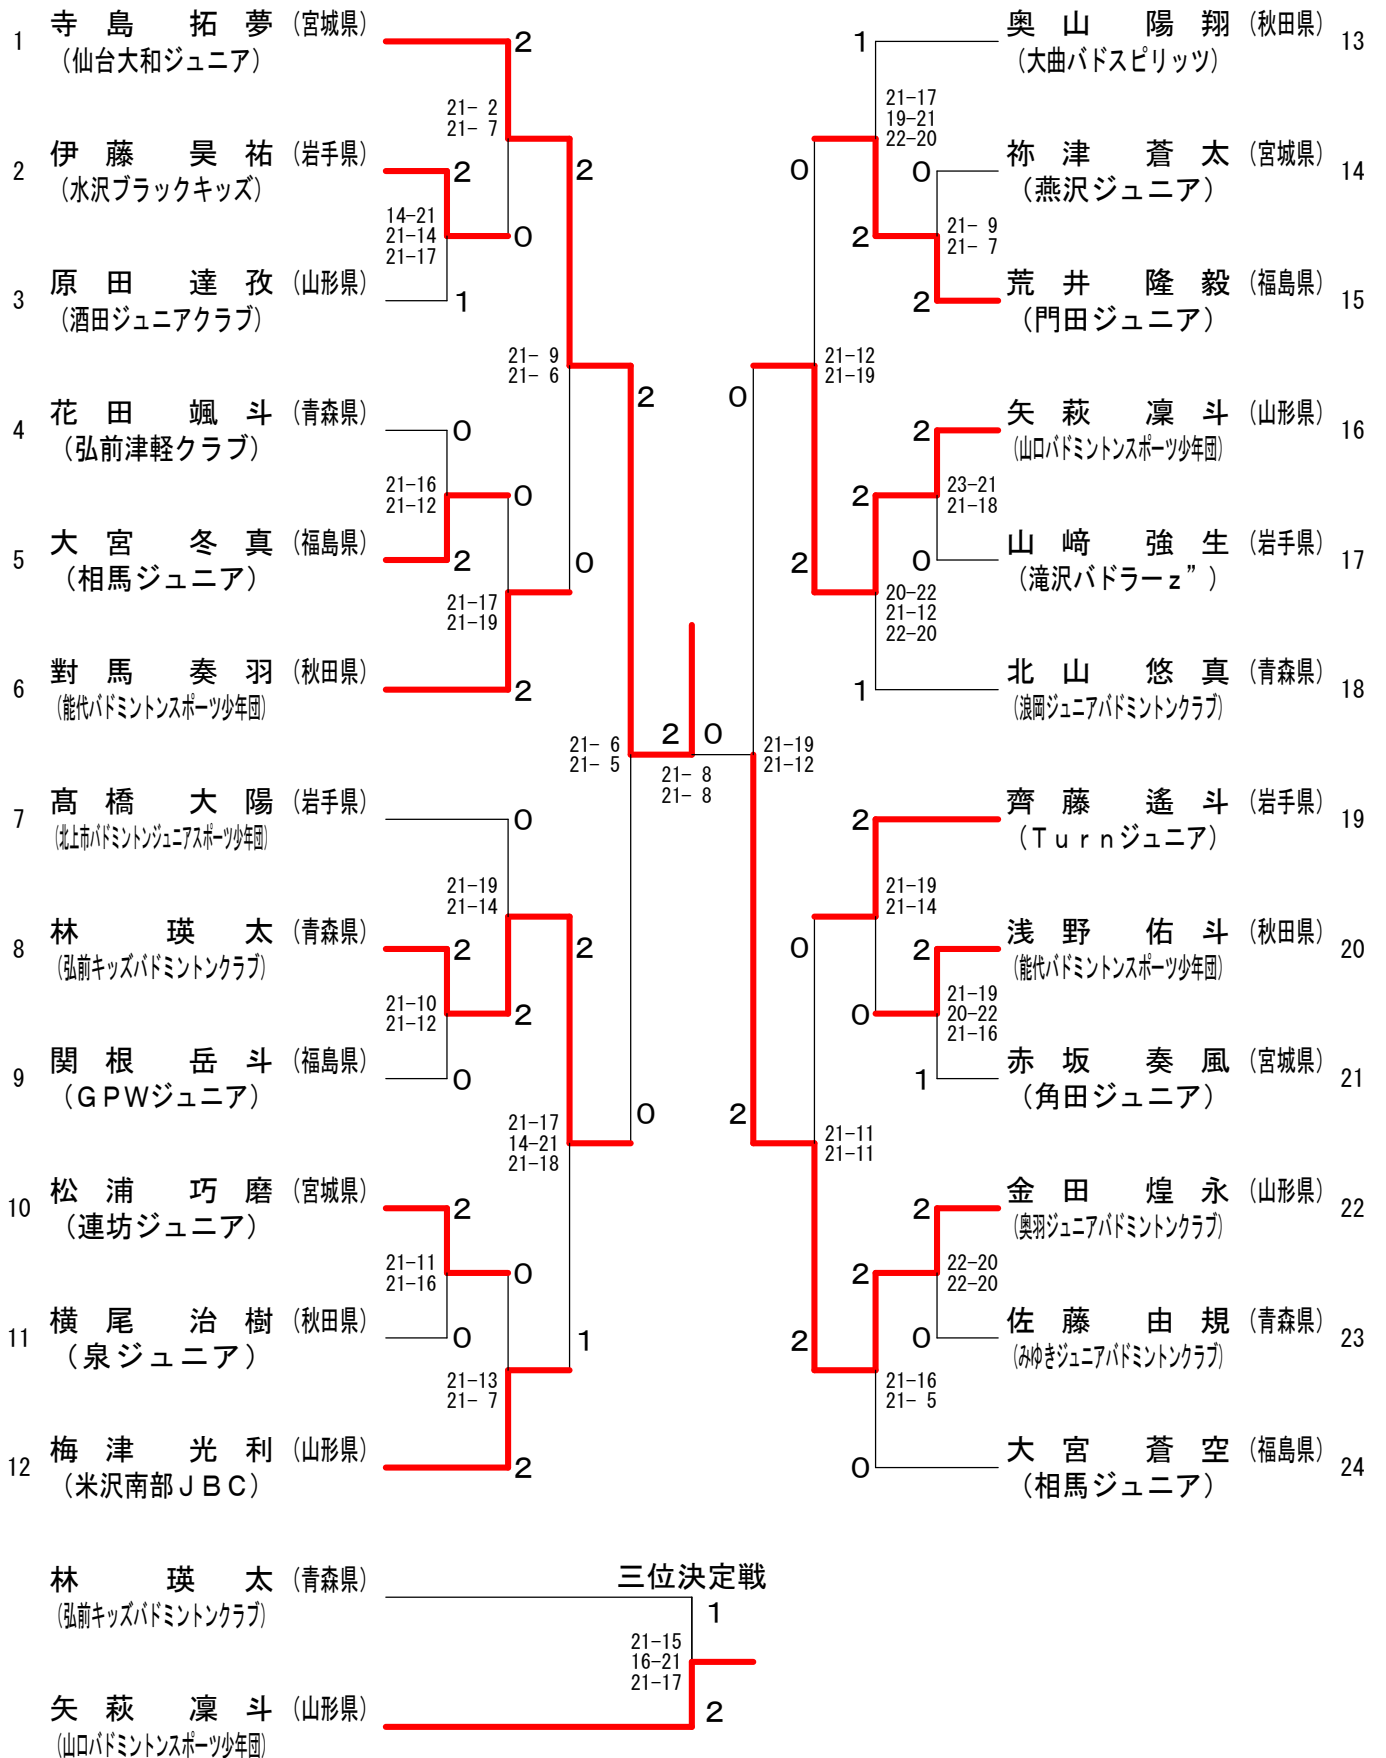 1 寺島 拓夢 (宮城県)
(仙台大和ジュニア)
2
21- 2
21- 7
2 伊藤 昊祐 (岩手県)
(水沢ブラックキッズ)
2
2
14-21
21-14
21-17
0
3 原田 達孜 (山形県)
(酒田ジュニアクラブ)
1
21- 9
21- 6
2
4 花田 颯斗 (青森県)
(弘前津軽クラブ)
0
21-16
21-12
0
5 大宮 冬真 (福島県)
(相馬ジュニア)
2
0
21-17
21-19
6 對馬 奏羽 (秋田県)
(能代バドミントンスポーツ少年団)
2
21- 6
21- 5
2 0
21- 8
21- 8
7 髙橋 大陽 (岩手県)
(北上市バドミントンジュニアスポーツ少年団)
0
21-19
21-14
8 林 瑛太 (青森県)
(弘前キッズバドミントンクラブ)
2
2
21-10
21-12
2
9 関根 岳斗 (福島県)
(GPWジュニア)
0
21-17
14-21
21-18
0
10 松浦 巧磨 (宮城県)
(連坊ジュニア)
2
21-11
21-16
0
11 横尾 治樹 (秋田県)
(泉ジュニア)
0
1
21-13
21- 7
12 梅津 光利 (山形県)
(米沢南部JBC)
2
1
奥山 陽翔 (秋田県) 13
(大曲バドスピリッツ)
21-17
19-21
22-20
0
0
祢津 蒼太 (宮城県) 14
(燕沢ジュニア)
2
21- 9
21- 7
2
荒井 隆毅 (福島県) 15
(門田ジュニア)
21-12
21-19
0
2
矢萩 凜斗 (山形県) 16
(山口バドミントンスポーツ少年団)
2
23-21
21-18
2
0
山﨑 強生 (岩手県) 17
(滝沢バドラーz”)
20-22
21-12
22-20
1
北山 悠真 (青森県) 18
(浪岡ジュニアバドミントンクラブ)
21-19
21-12
2
齊藤 遙斗 (岩手県) 19
(Turnジュニア)
21-19
21-14
0
2
浅野 佑斗 (秋田県) 20
(能代バドミントンスポーツ少年団)
0
21-19
20-22
21-16
1
赤坂 奏風 (宮城県) 21
(角田ジュニア)
2
21-11
21-11
2
金田 煌永 (山形県) 22
(奥羽ジュニアバドミントンクラブ)
2
22-20
22-20
2
0
佐藤 由規 (青森県) 23
(みゆきジュニアバドミントンクラブ)
21-16
21- 5
0
大宮 蒼空 (福島県) 24
(相馬ジュニア)
三位決定戦
林 瑛太 (青森県)
(弘前キッズバドミントンクラブ)
1
21-15
16-21
21-17
矢萩 凜斗 (山形県)
(山口バドミントンスポーツ少年団)
2